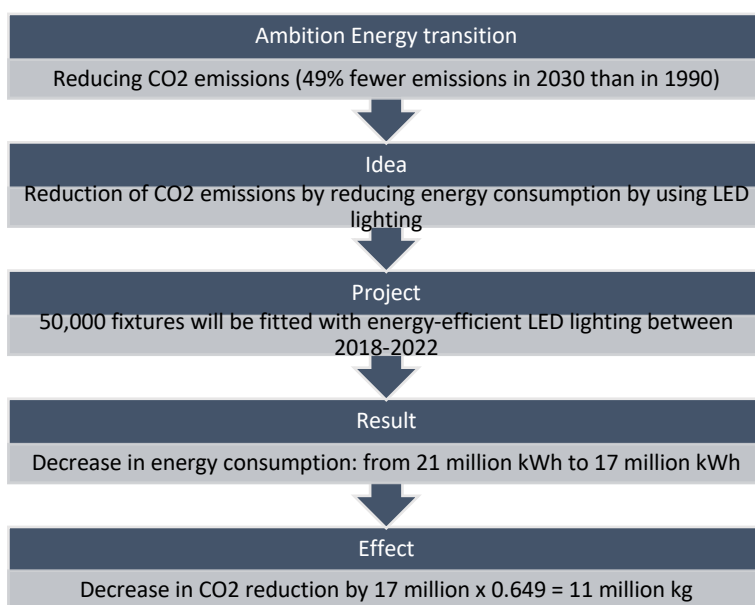 Ambition Energy transition
Reducing CO2 emissions (49% fewer emissions in 2030 than in 1990)
Idea
Reduction of CO2 emissions by reducing energy consumption by using LED
lighting
Project
50,000 fixtures will be fitted with energy-efficient LED lighting between
2018-2022
Result
Decrease in energy consumption: from 21 million kWh to 17 million kWh
Effect
Decrease in CO2 reduction by 17 million x 0.649 = 11 million kg